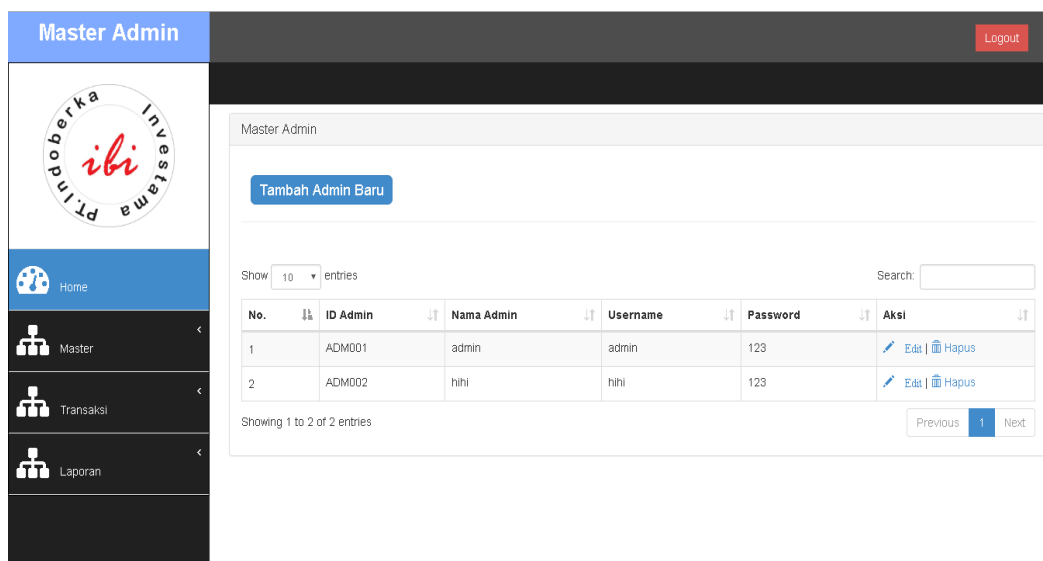 Master Admin
Logout
PT.Indoberka Investama
ibi
Home
Master
Transaksi
Laporan
Master Admin
Tambah Admin Baru
Show 10 entries Search:
No. ID Admin Nama Admin Username Password Aksi
1 ADM001 admin admin 123 Edit | Hapus
2 ADM002 hihi hihi 123 Edit | Hapus
Showing 1 to 2 of 2 entries Previous 1 Next